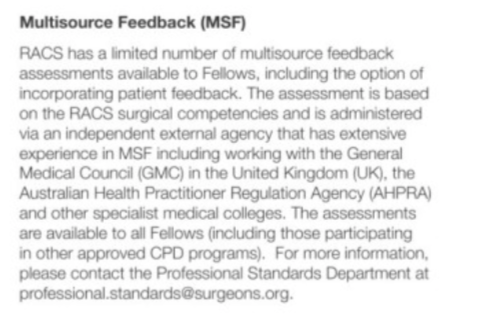 Multisource Feedback (MSF)
RACS has a limited number of multisource feedback
assessments available to Fellows, including the option of
incorporating patient feedback. The assessment is based
on the RACS surgical competencies and is administered
via an independent external agency that has extensive
experience in MSF including working with the General
Medical Council (GMC) in the United Kingdom (UK), the
Australian Health Practitioner Regulation Agency (AHPRA)
and other specialist medical colleges. The assessments
are available to all Fellows (including those participating
in other approved CPD programs).  For more information,
please contact the Professional Standards Department at
professional.standards@surgeons.org.